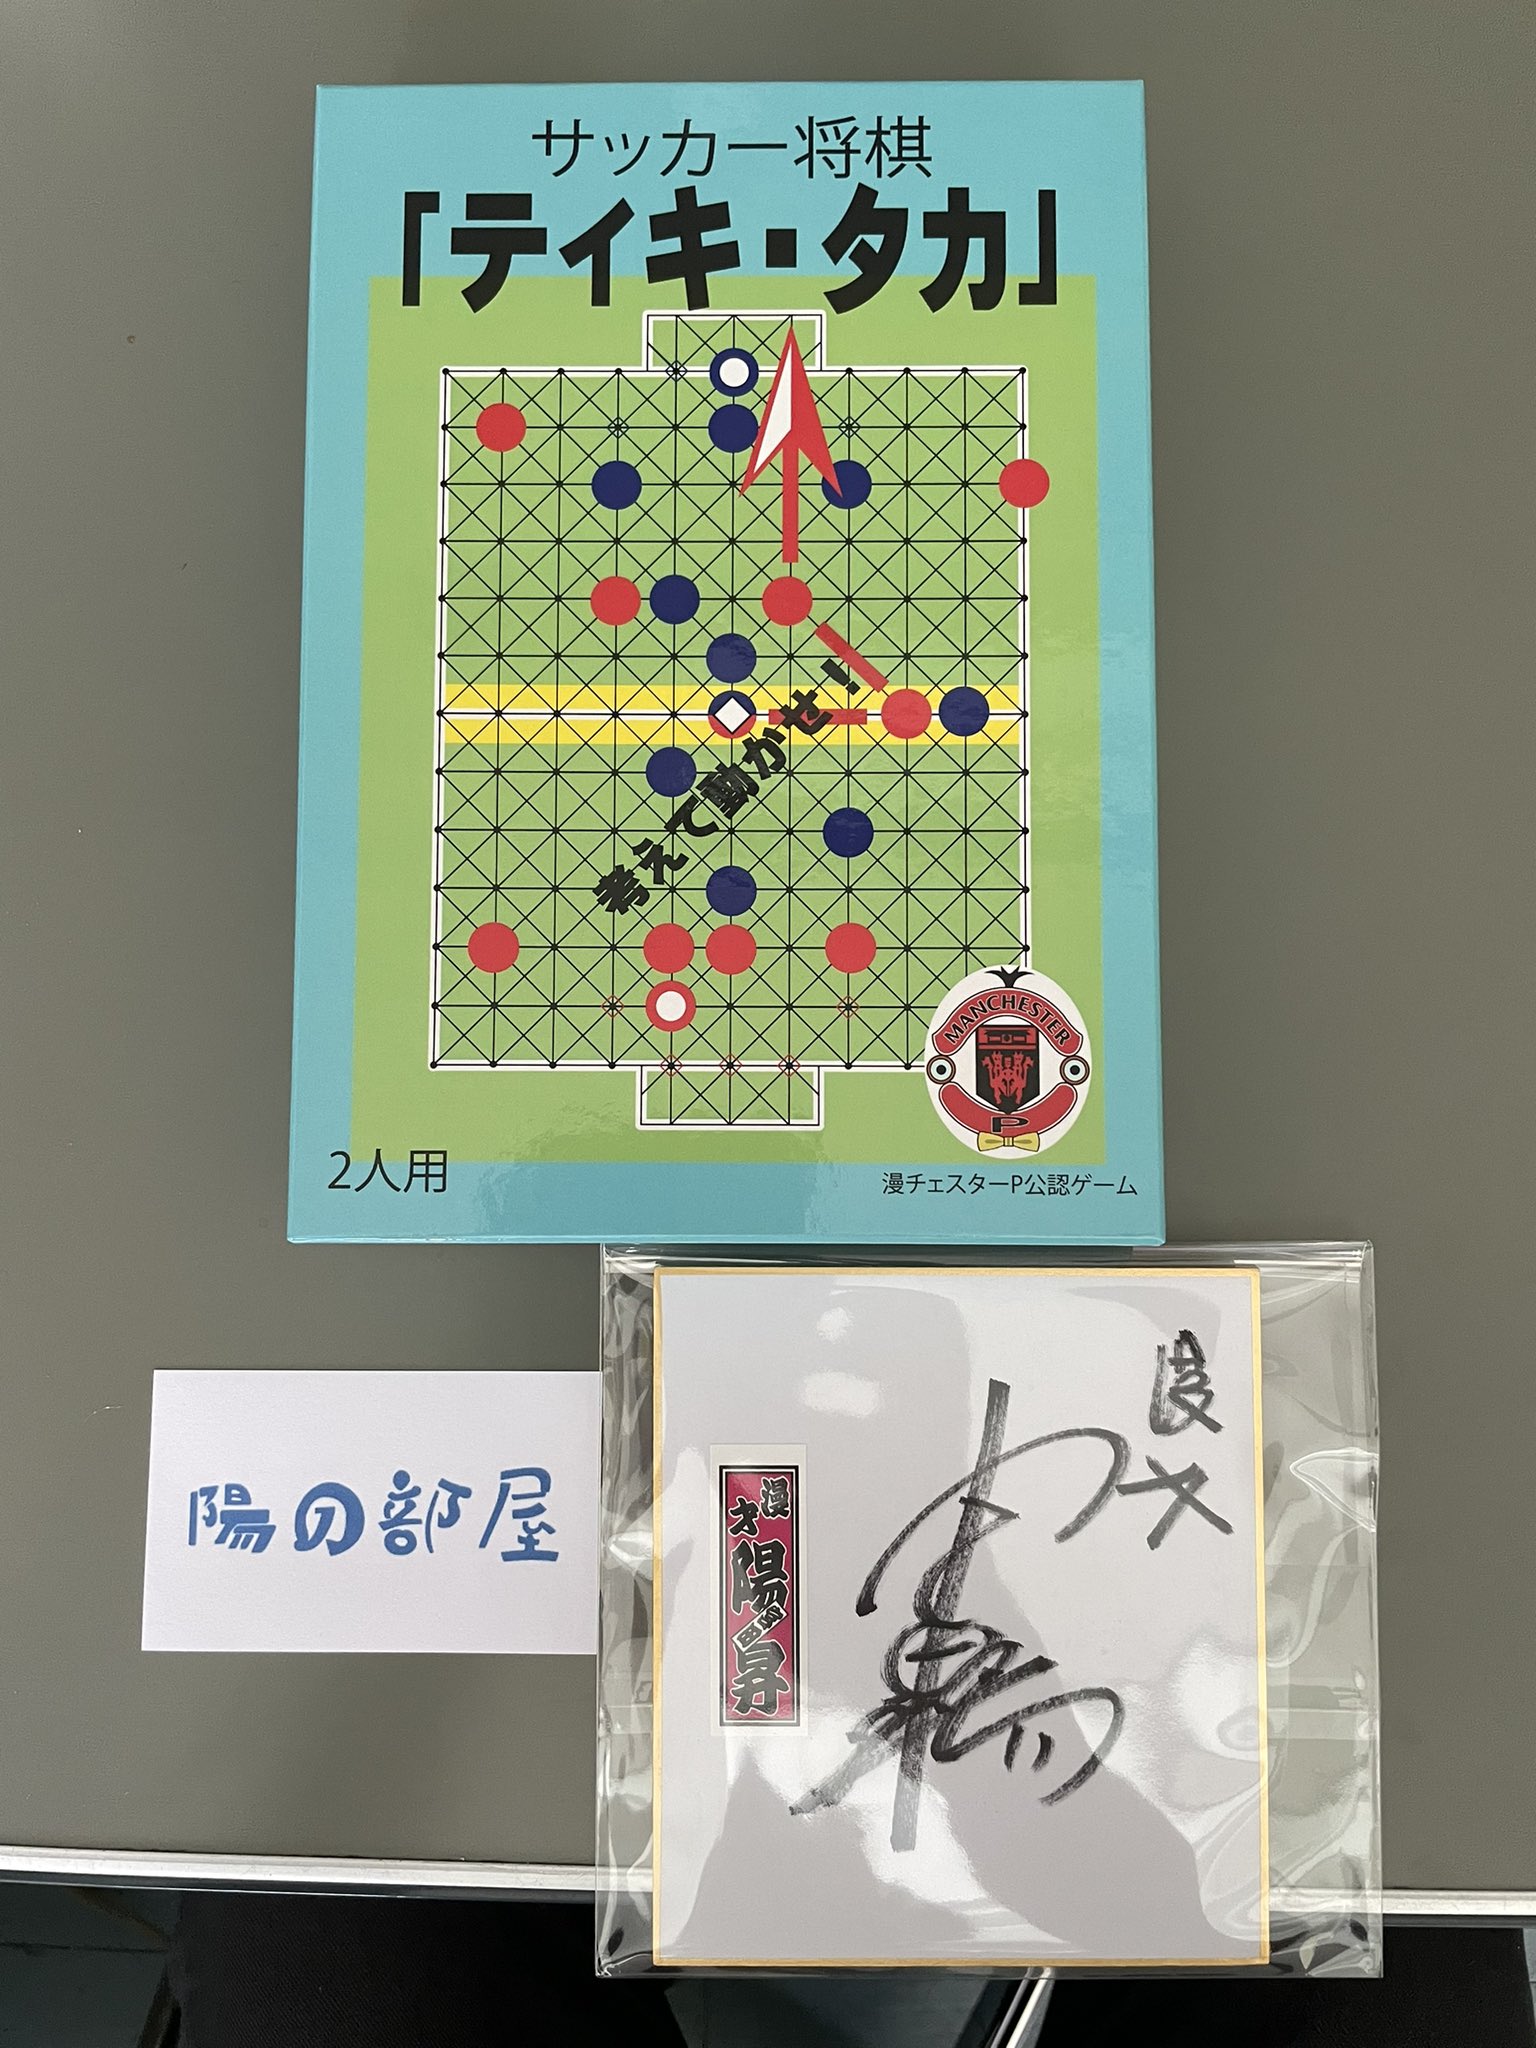 サッカー将棋
「ティキ・タカ」
考えて動かせ!
MANCHESTER
P
2人用
漫チェスターP公認ゲーム
陽の部屋
漫才
漫才
陽
昇